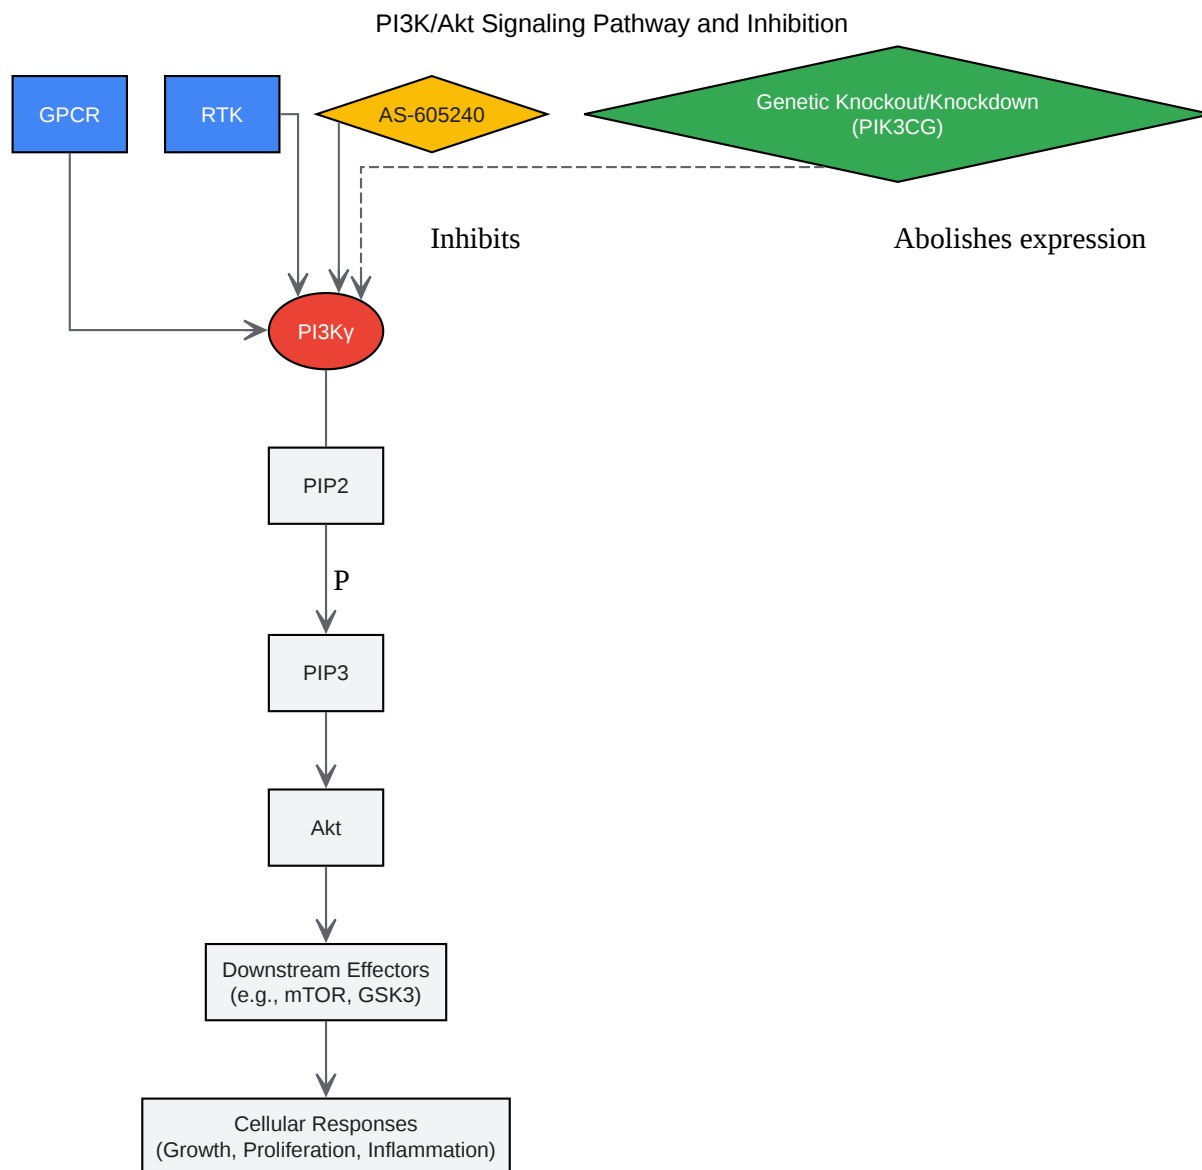 PI3K/Akt Signaling Pathway and Inhibition
GPCR
RTK
AS-605240
Genetic Knockout/Knockdown
(PIK3CG)
Inhibits
Abolishes expression
PI3Kγ
PIP2
P
PIP3
Akt
Downstream Effectors
(e.g., mTOR, GSK3)
Cellular Responses
(Growth, Proliferation, Inflammation)